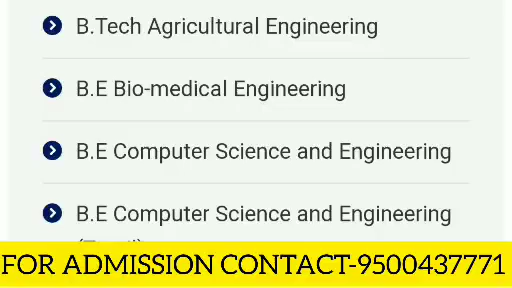 B.Tech Agricultural Engineering
B.E Bio-medical Engineering
B.E Computer Science and Engineering
B.E Computer Science and Engineering
FOR ADMISSION CONTACT-9500437771